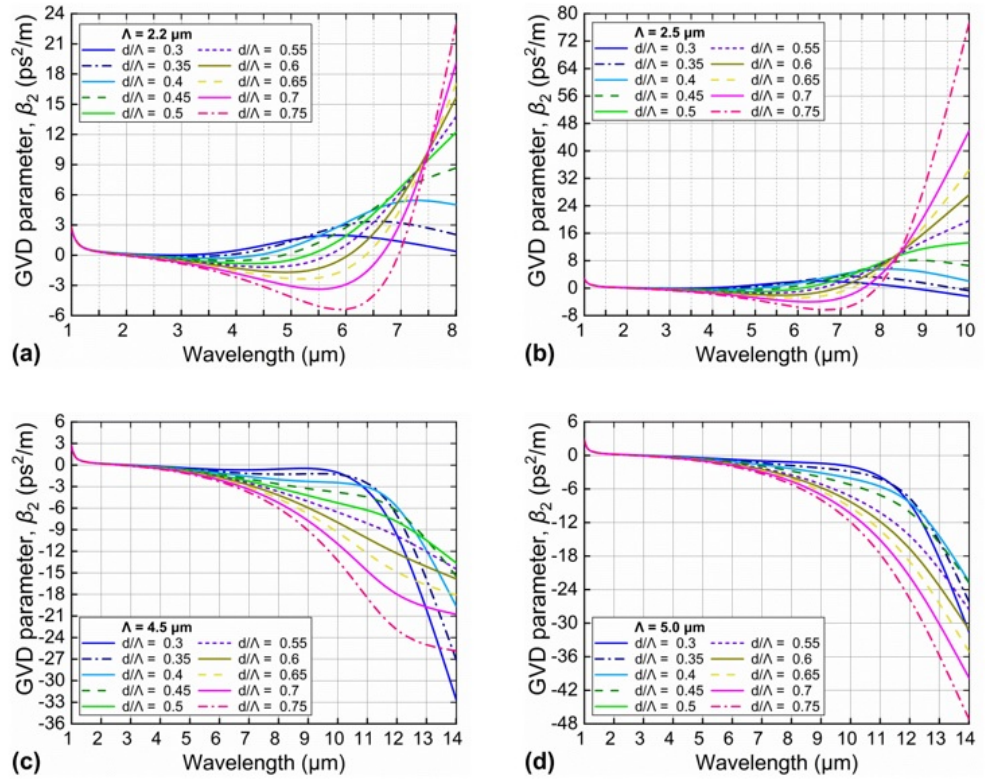 24
21
18
15
12
9
6
3
0
-3
-6
GVD parameter, β₂ (ps²/m)
Λ = 2.2 µm
d/Λ = 0.3 d/Λ = 0.55
d/Λ = 0.35 d/Λ = 0.6
d/Λ = 0.4 d/Λ = 0.65
d/Λ = 0.45 d/Λ = 0.7
d/Λ = 0.5 d/Λ = 0.75
1 2 3 4 5 6 7 8
(a) Wavelength (µm)
80
72
64
56
48
40
32
24
16
8
0
-8
GVD parameter, β₂ (ps²/m)
Λ = 2.5 µm
d/Λ = 0.3 d/Λ = 0.55
d/Λ = 0.35 d/Λ = 0.6
d/Λ = 0.4 d/Λ = 0.65
d/Λ = 0.45 d/Λ = 0.7
d/Λ = 0.5 d/Λ = 0.75
1 2 3 4 5 6 7 8 9 10
(b) Wavelength (µm)
6
3
0
-3
-6
-9
-12
-15
-18
-21
-24
-27
-30
-33
-36
GVD parameter, β₂ (ps²/m)
Λ = 4.5 µm
d/Λ = 0.3 d/Λ = 0.55
d/Λ = 0.35 d/Λ = 0.6
d/Λ = 0.4 d/Λ = 0.65
d/Λ = 0.45 d/Λ = 0.7
d/Λ = 0.5 d/Λ = 0.75
1 2 3 4 5 6 7 8 9 10 11 12 13 14
(c) Wavelength (µm)
6
0
-6
-12
-18
-24
-30
-36
-42
-48
GVD parameter, β₂ (ps²/m)
Λ = 5.0 µm
d/Λ = 0.3 d/Λ = 0.55
d/Λ = 0.35 d/Λ = 0.6
d/Λ = 0.4 d/Λ = 0.65
d/Λ = 0.45 d/Λ = 0.7
d/Λ = 0.5 d/Λ = 0.75
1 2 3 4 5 6 7 8 9 10 11 12 13 14
(d) Wavelength (µm)